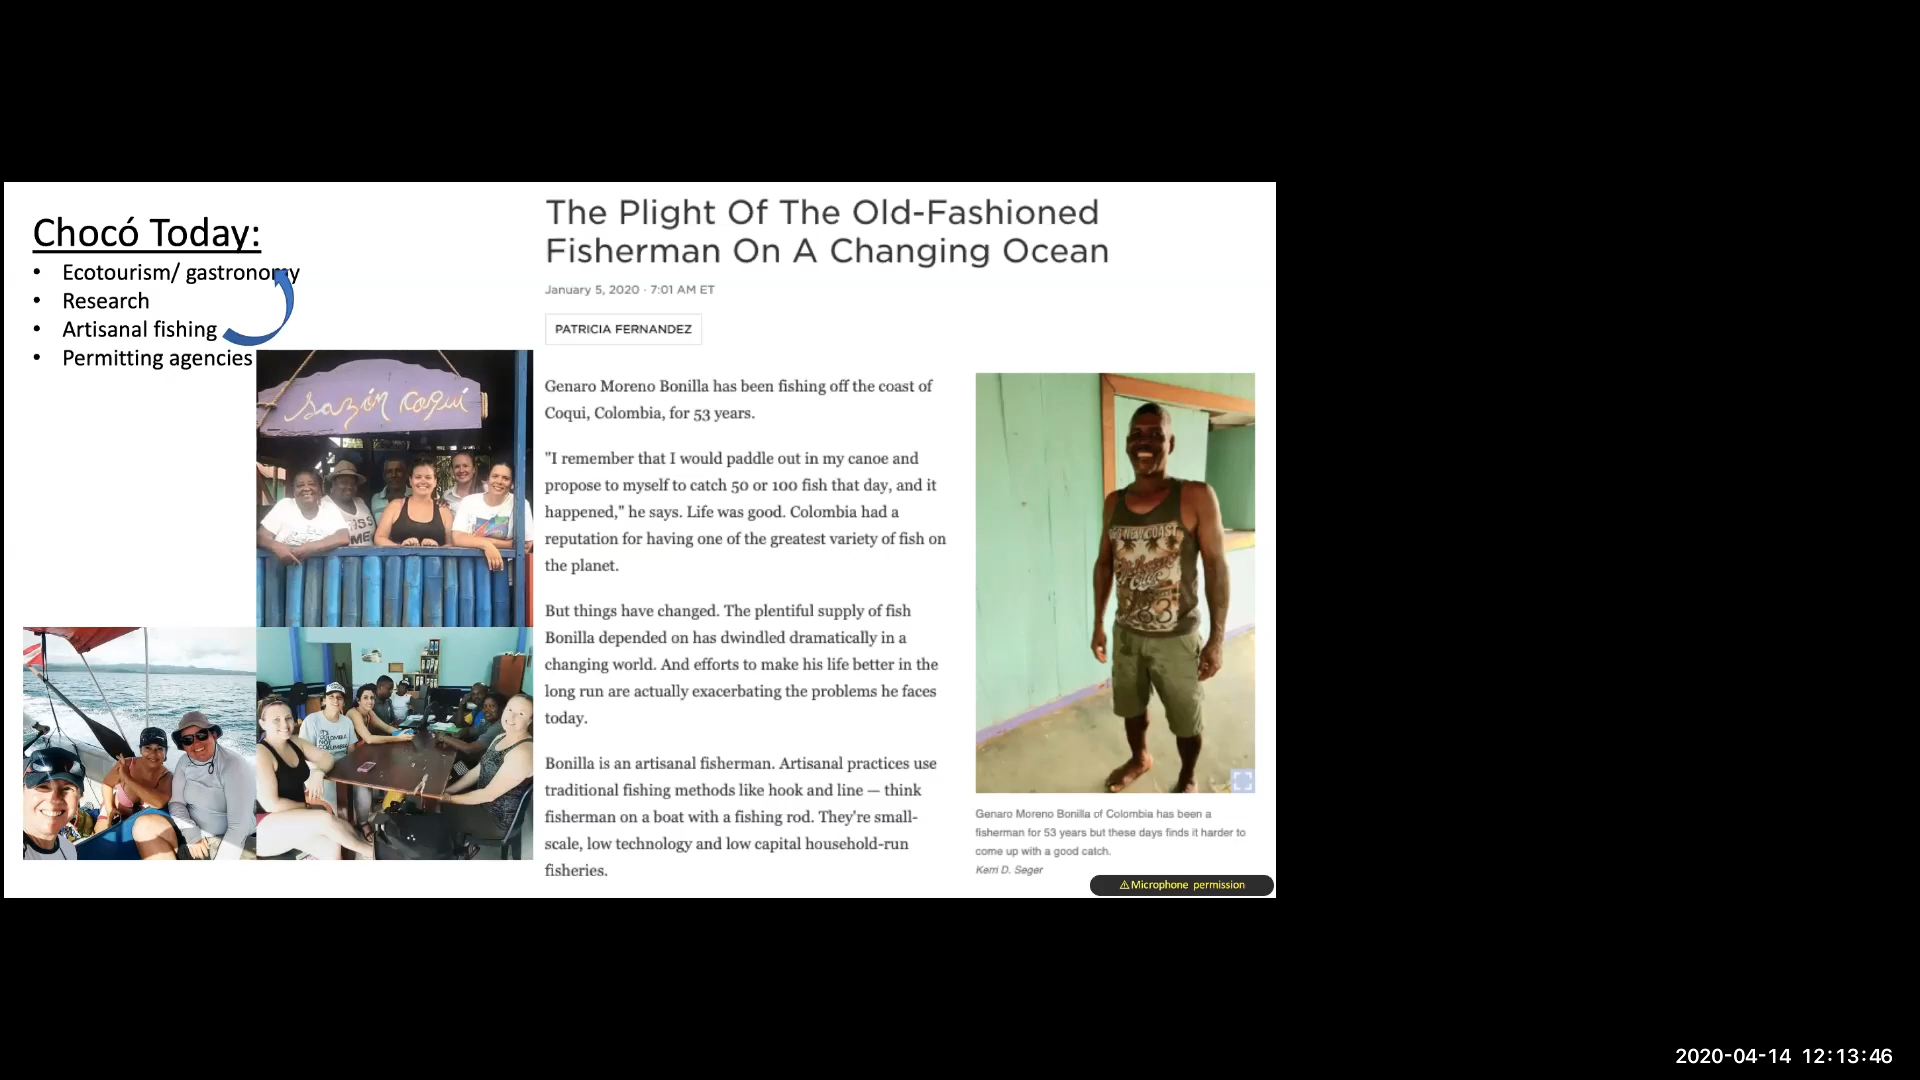 Chocó Today:
• Ecotourism/ gastronomy
• Research
• Artisanal fishing
• Permitting agencies
sazón coquí
The Plight Of The Old-Fashioned
Fisherman On A Changing Ocean
January 5, 2020 · 7:01 AM ET
PATRICIA FERNANDEZ
Genaro Moreno Bonilla has been fishing off the coast of
Coqui, Colombia, for 53 years.
"I remember that I would paddle out in my canoe and
propose to myself to catch 50 or 100 fish that day, and it
happened," he says. Life was good. Colombia had a
reputation for having one of the greatest variety of fish on
the planet.
But things have changed. The plentiful supply of fish
Bonilla depended on has dwindled dramatically in a
changing world. And efforts to make his life better in the
long run are actually exacerbating the problems he faces
today.
Bonilla is an artisanal fisherman. Artisanal practices use
traditional fishing methods like hook and line — think
fisherman on a boat with a fishing rod. They're small-
scale, low technology and low capital household-run
fisheries.
Genaro Moreno Bonilla of Colombia has been a
fisherman for 53 years but these days finds it harder to
come up with a good catch.
Kerri D. Seger
⚠Microphone permission
2020-04-14 12:13:46